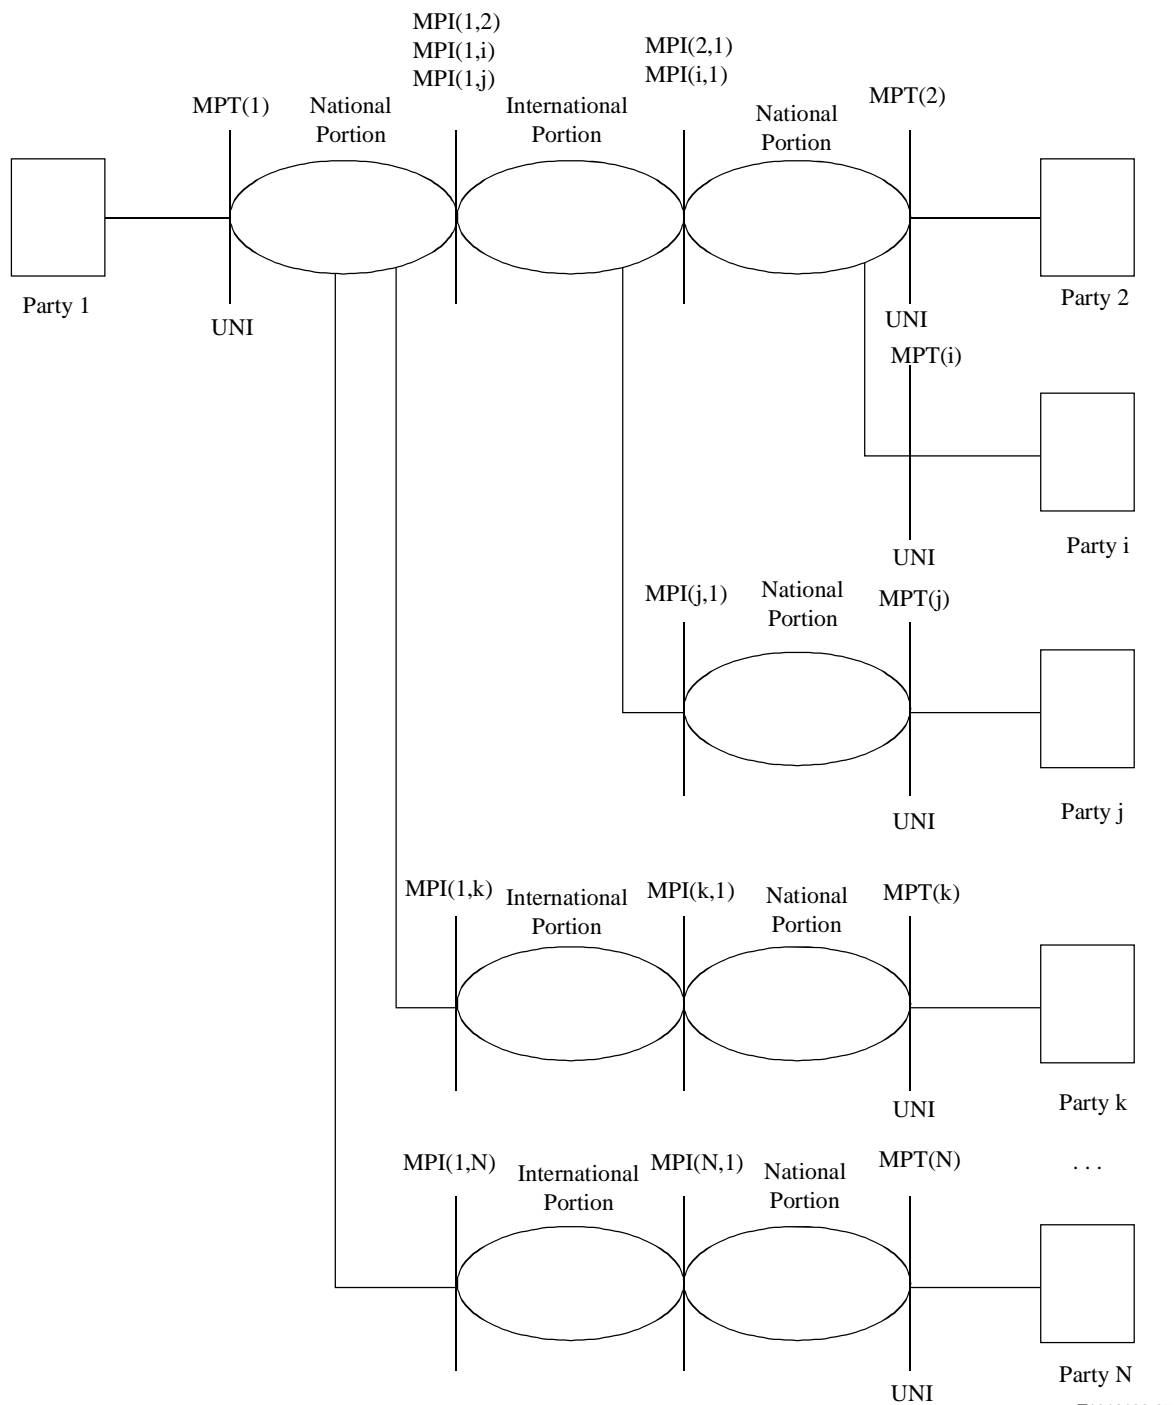 MPI(1,2)
MPI(1,i)
MPI(1,j)
MPI(2,1)
MPI(i,1)
MPT(1)
National
Portion
International
Portion
National
Portion
MPT(2)
Party 1
UNI
Party 2
UNI
MPT(i)
Party i
UNI
MPI(j,1)
National
Portion
MPT(j)
Party j
UNI
MPI(1,k)
International
Portion
MPI(k,1)
National
Portion
MPT(k)
Party k
UNI
MPI(1,N)
International
Portion
MPI(N,1)
National
Portion
MPT(N)
. . .
Party N
UNI